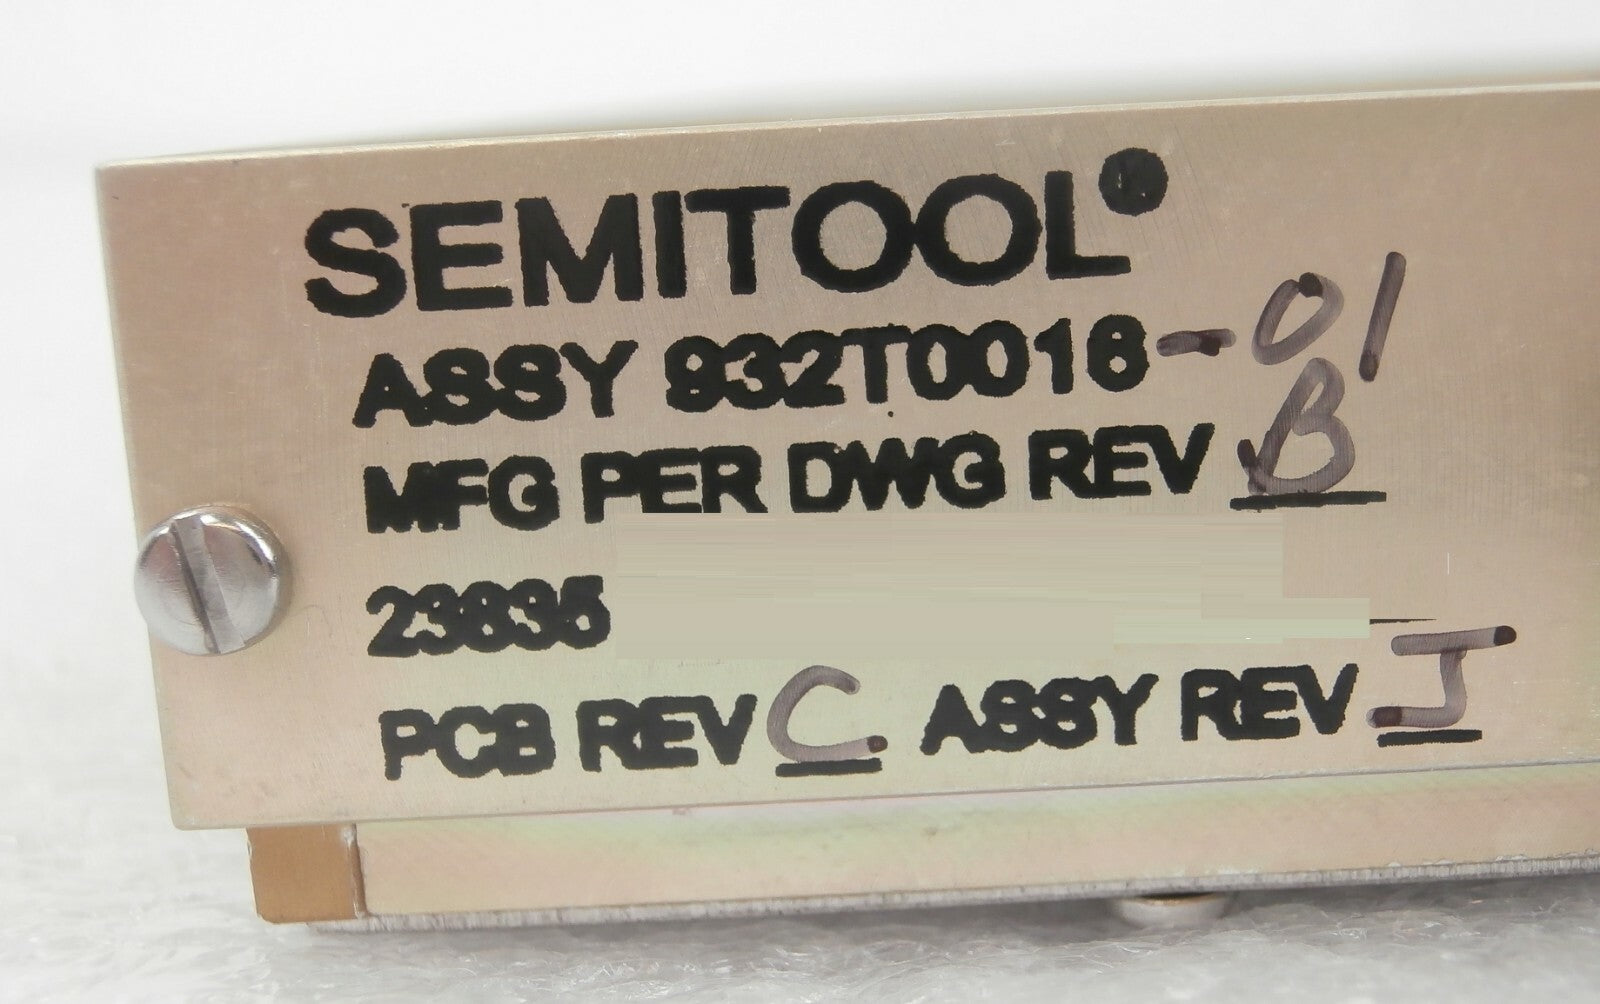 SEMITOOL®
ASSY 932T0016-01
MFG PER DWG REV B
23835
PCB REV C ASSY REV J